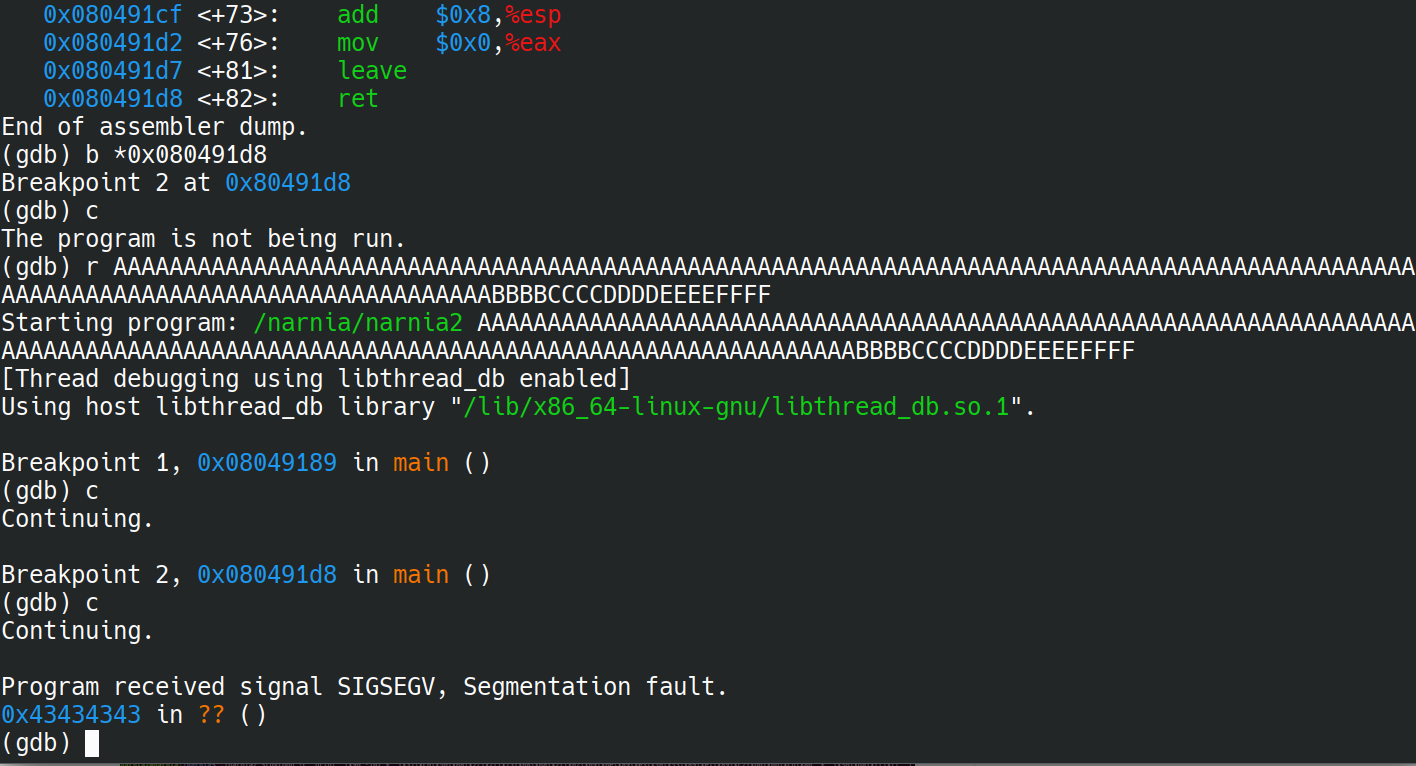 0x080491cf <+73>: add $0x8,%esp
0x080491d2 <+76>: mov $0x0,%eax
0x080491d7 <+81>: leave
0x080491d8 <+82>: ret
End of assembler dump.
(gdb) b *0x080491d8
Breakpoint 2 at 0x80491d8
(gdb) c
The program is not being run.
(gdb) r AAAAAAAAAAAAAAAAAAAAAAAAAAAAAAAAAAAAAAAAAAAAAAAAAAAAAAAAAAAAAAAAAAAAAAAAAAAAAAAAAAAAAAAAAAAAA
AAAAAAAAAAAAAAAAAAAAAAAAAAAAAAAAAAABBBBCCCCDDDDEEEEFFFF
Starting program: /narnia/narnia2 AAAAAAAAAAAAAAAAAAAAAAAAAAAAAAAAAAAAAAAAAAAAAAAAAAAAAAAAAAAAAAAAAAA
AAAAAAAAAAAAAAAAAAAAAAAAAAAAAAAAAAAAAAAAAAAAAAAAAAAAAAAAAAAAABBBBCCCCDDDDEEEEFFFF
[Thread debugging using libthread_db enabled]
Using host libthread_db library "/lib/x86_64-linux-gnu/libthread_db.so.1".
Breakpoint 1, 0x08049189 in main ()
(gdb) c
Continuing.
Breakpoint 2, 0x080491d8 in main ()
(gdb) c
Continuing.
Program received signal SIGSEGV, Segmentation fault.
0x43434343 in ?? ()
(gdb)